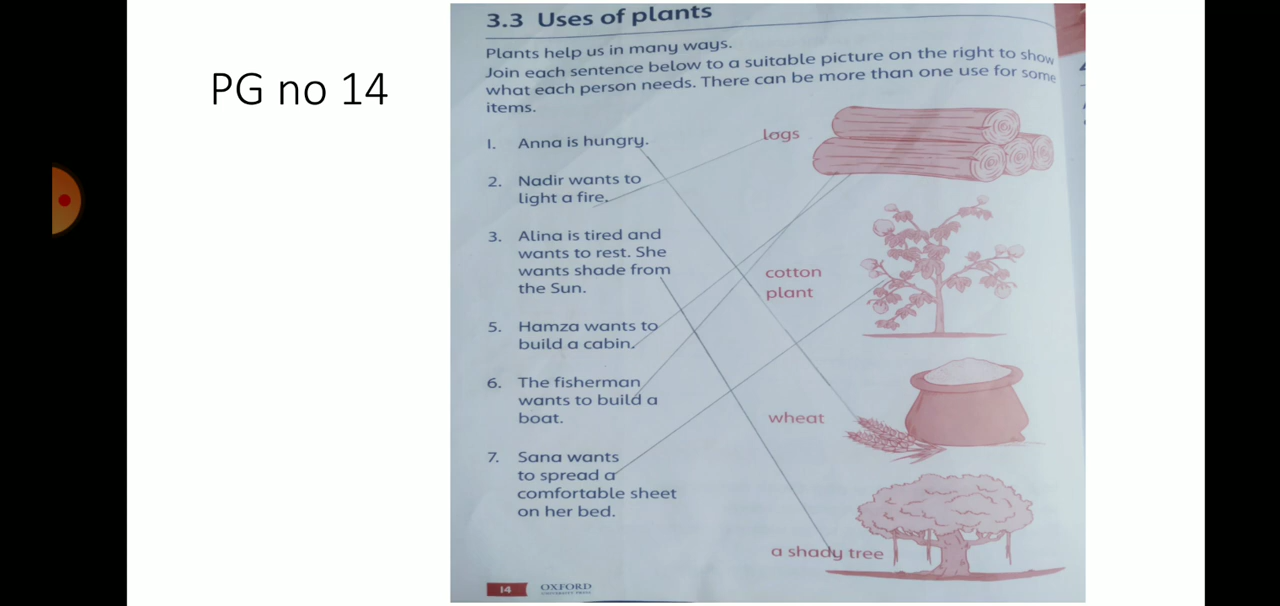 PG no 14
3.3 Uses of plants
Plants help us in many ways.
Join each sentence below to a suitable picture on the right to show
what each person needs. There can be more than one use for some
items.
1. Anna is hungry.
2. Nadir wants to
light a fire.
3. Alina is tired and
wants to rest. She
wants shade from
the Sun.
5. Hamza wants to
build a cabin.
6. The fisherman
wants to build a
boat.
7. Sana wants
to spread a
comfortable sheet
on her bed.
logs
cotton
plant
wheat
a shady tree
14
OXFORD
UNIVERSITY PRESS